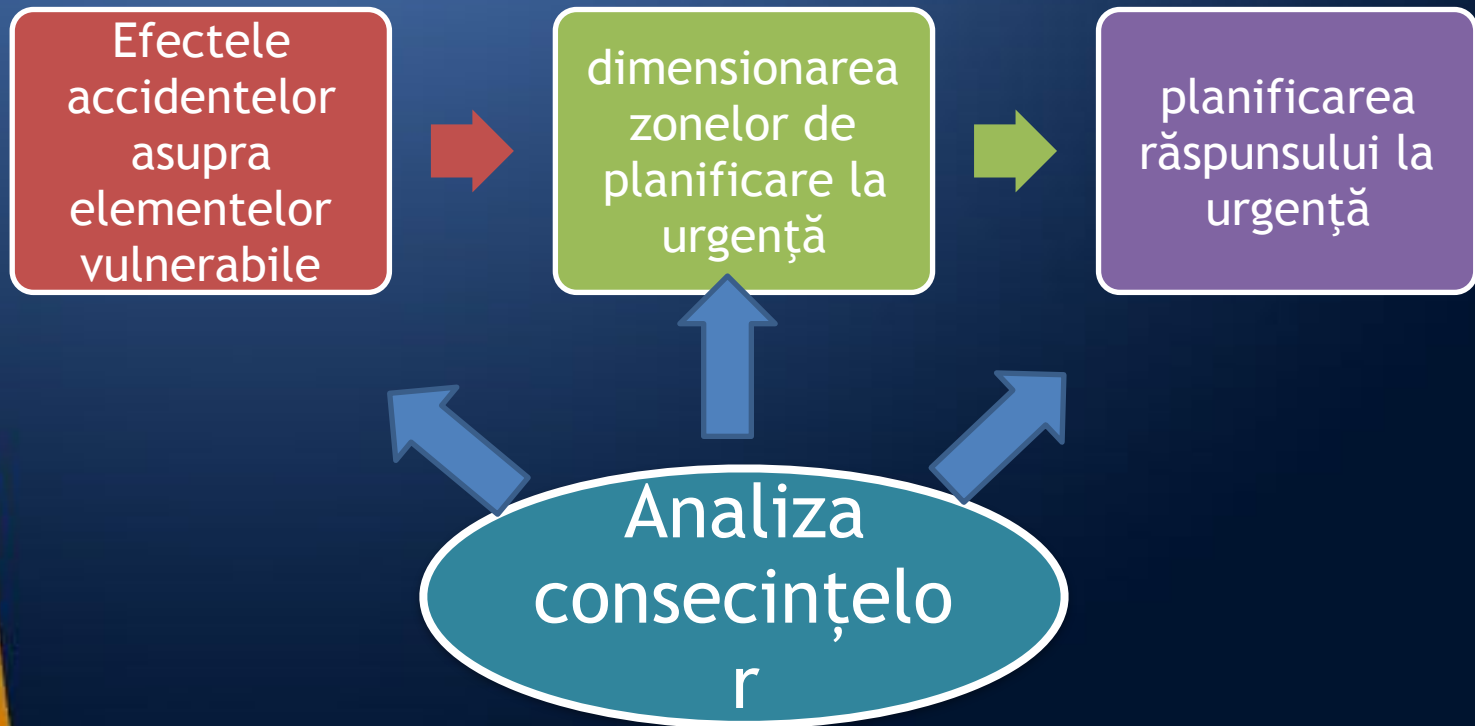 Efectele
accidentelor
asupra
elementelor
vulnerabile
dimensionarea
zonelor de
planificare la
urgență
planificarea
răspunsului la
urgență
Analiza
consecințelo
r